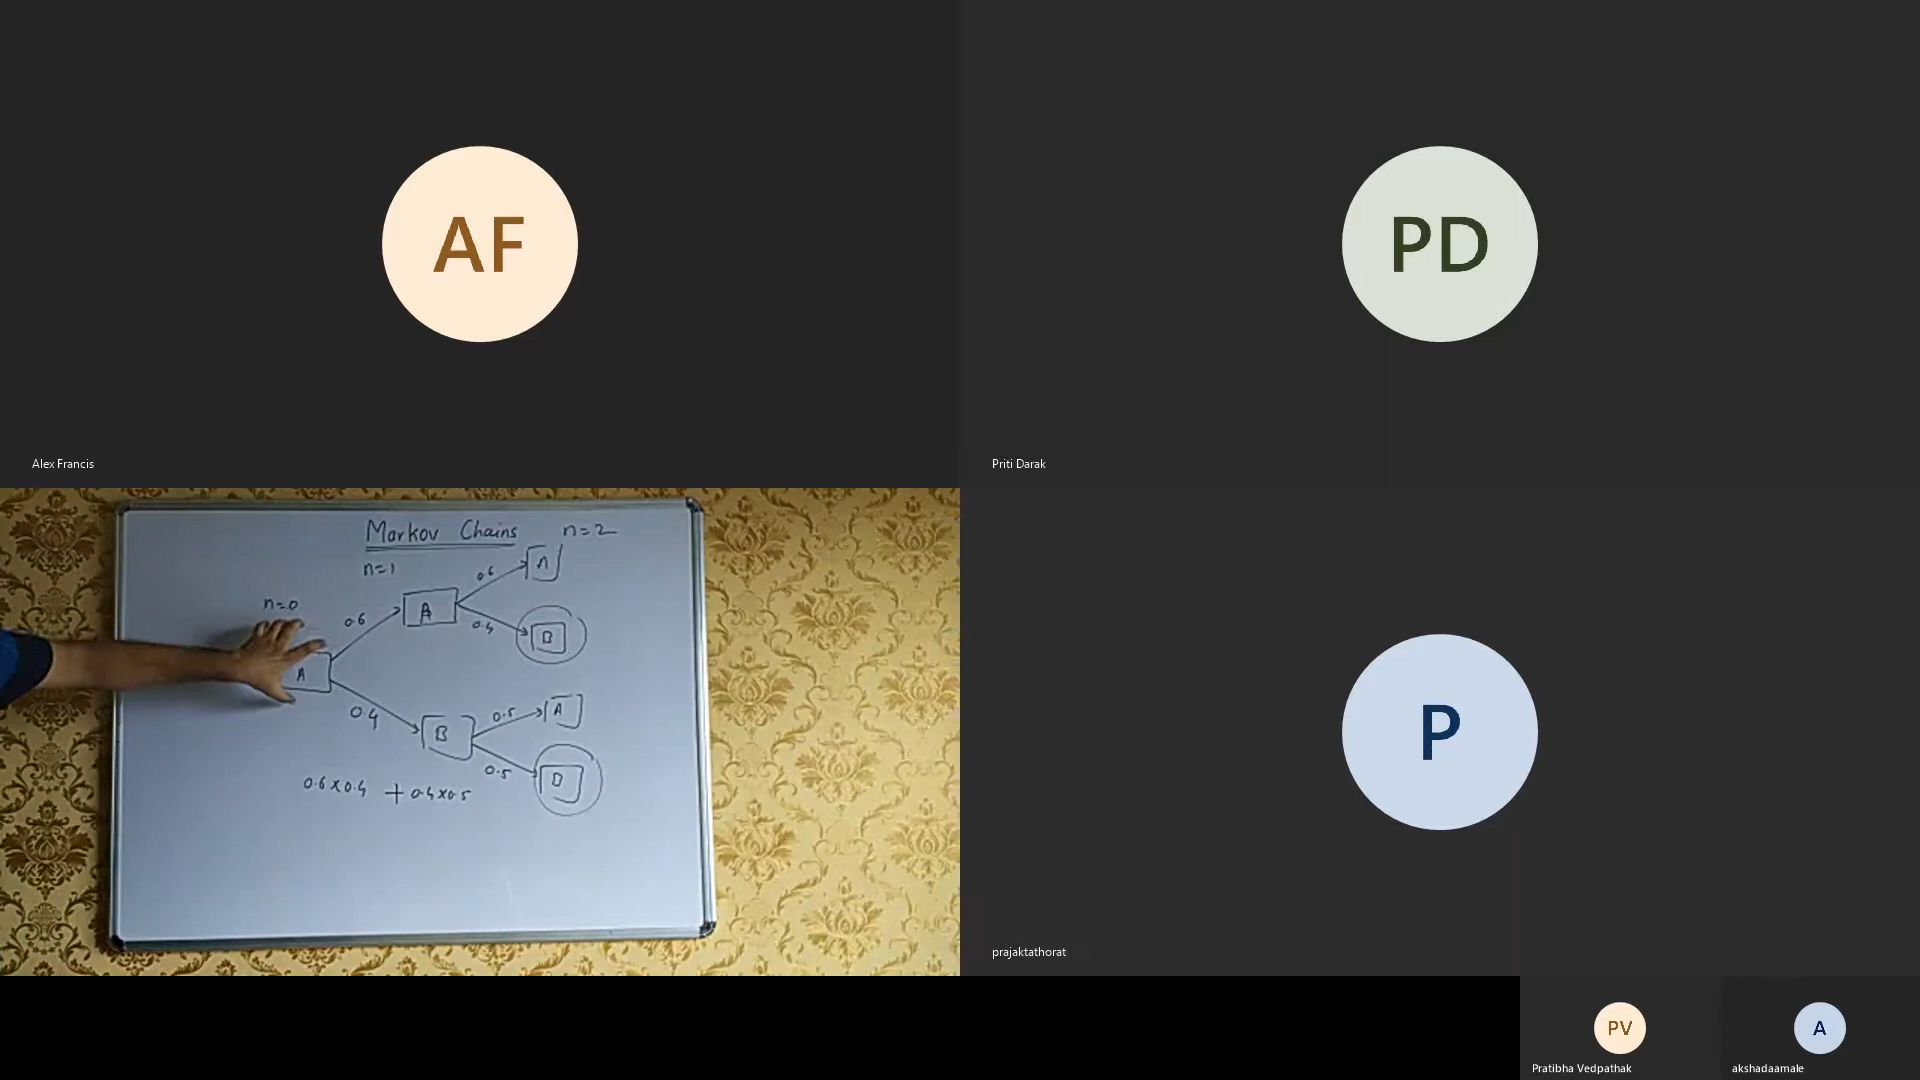 AF
Alex Francis
PD
Priti Darak
Markov Chains
n=2
n=1
A
0.6
n=0
A
0.6
0.4
B
A
0.4
0.5
A
B
0.5
0.6x0.4 + 0.4x0.5
P
prajaktathorat
PV
Pratibha Vedpathak
A
akshadaamale